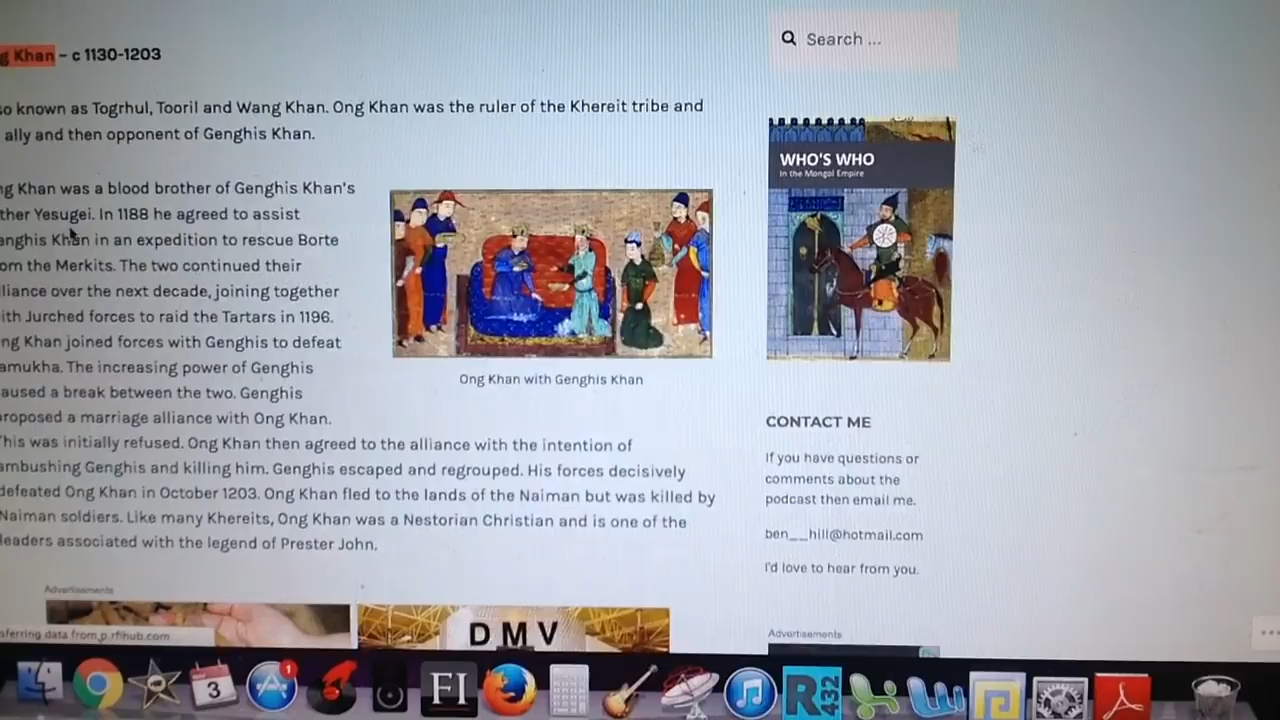 g Khan – c 1130-1203
so known as Togrhul, Tooril and Wang Khan. Ong Khan was the ruler of the Khereit tribe and
ally and then opponent of Genghis Khan.
ng Khan was a blood brother of Genghis Khan's
ther Yesugei. In 1188 he agreed to assist
enghis Khan in an expedition to rescue Borte
om the Merkits. The two continued their
lliance over the next decade, joining together
ith Jurched forces to raid the Tartars in 1196.
ng Khan joined forces with Genghis to defeat
amukha. The increasing power of Genghis
aused a break between the two. Genghis
proposed a marriage alliance with Ong Khan.
This was initially refused. Ong Khan then agreed to the alliance with the intention of
ambushing Genghis and killing him. Genghis escaped and regrouped. His forces decisively
defeated Ong Khan in October 1203. Ong Khan fled to the lands of the Naiman but was killed by
Naiman soldiers. Like many Khereits, Ong Khan was a Nestorian Christian and is one of the
leaders associated with the legend of Prester John.
Ong Khan with Genghis Khan
Advertisements
DMV
sferring data from p.rfihub.com
Search ...
WHO'S WHO
In the Mongol Empire
CONTACT ME
If you have questions or
comments about the
podcast then email me.
ben__hill@hotmail.com
I'd love to hear from you.
Advertisements
3
1
FI
R
432